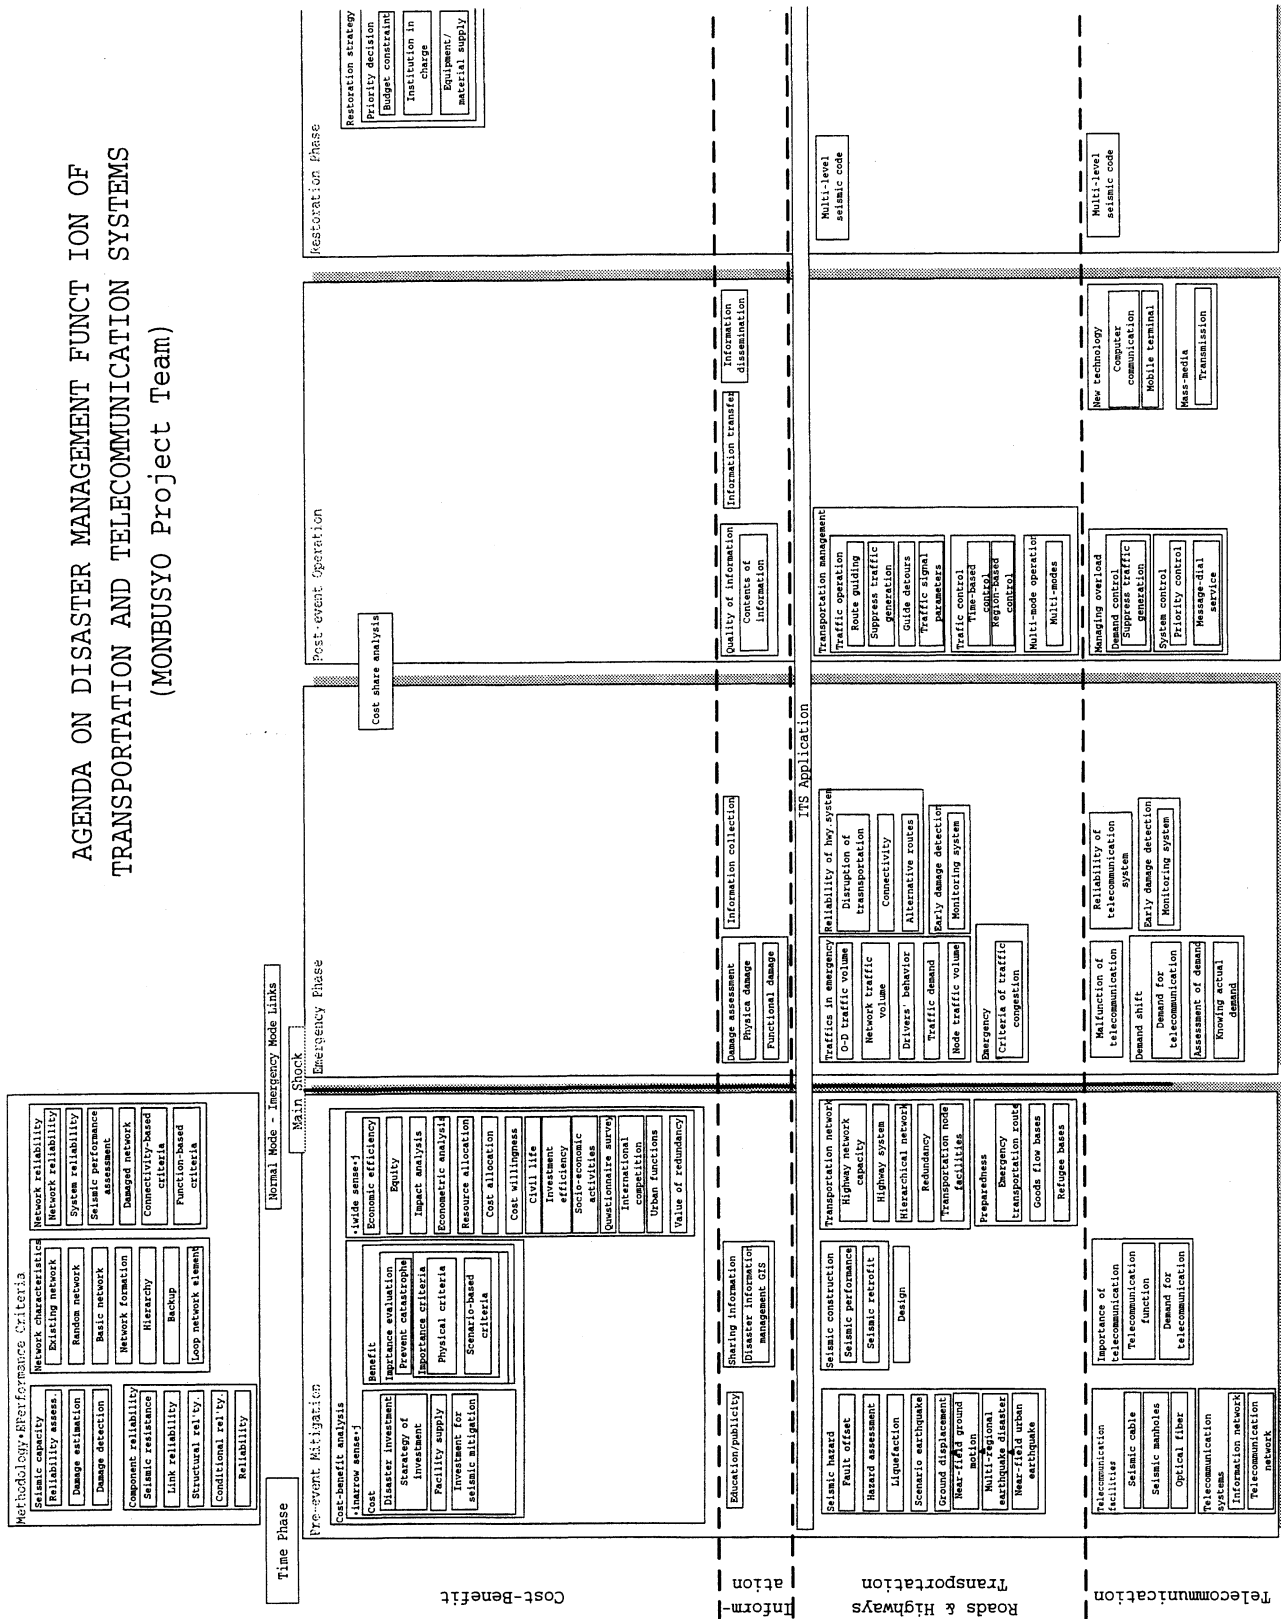 AGENDA ON DISASTER MANAGEMENT FUNCT ION OF
TRANSPORTATION AND TELECOMMUNICATION SYSTEMS
(MONBUSYO Project Team)
Methodology･EPerformance Criteria
Seismic capacity
Reliability assess.
Damage estimation
Damage detection
Component reliability
Seismic resistance
Link reliability
Structural rel'ty.
Conditional rel'ty.
Reliability
Network characteristics
Existing network
Random network
Basic network
Network formation
Hierarchy
Backup
Loop network element
Network reliability
Network reliability
System reliability
Seismic performance
assessment
Damaged network
Connectivity-based
criteria
Function-based
criteria
Time Phase
Normal Mode - Imergency Mode Links
Main Shock
Pre-event Mitigation
Emergency Phase
Post-event Operation
Restoration Phase
Cost-Benefit
Cost-benefit analysis
･inarrow sense･j
Cost
Disaster investment
Starategy of
investment
Facility supply
Investment for
seismic mitigation
Benefit
Importance evaluation
Prevent catastrophe
Importance criteria
Physical criteria
Scenario-based
criteria
･iwide sense･j
Economic efficiency
Equity
Impact analysis
Econometric analysis
Resource allocation
Cost allocation
Cost willingness
Civil life
Investment
efficiency
Socio-economic
activities
Quwstionnaire survey
International
competition
Urban functions
Value of redundancy
Cost share analysis
Restoration strategy
Priority decision
Budget constraint
Institution in
charge
Equipment/
material supply
Inform-
ation
Education/publicity
Sharing information
Disaster information
management GIS
Damage assessment
Physica damage
Functional damage
Information collection
Quality of information
Contents of
information
Information transfer
Information
dissemination
ITS Application
Roads & Highways
Transportation
Seismic hazard
Fault offset
Hazard assessment
Liquefaction
Scenario earthquake
Ground displacement
Near-field ground
motion
Multi-regional
earthquake disaster
Near-field urban
earthquake
Seismic construction
Seismic performance
Seismic retrofit
Design
Transportation network
Highway network
capacity
Highway system
Hierarchical network
Redundancy
Transportation node
facilities
Preparedness
Emergency
transportation route
Goods flow bases
Refugee bases
Traffics in emergency
O-D traffic volume
Network traffic
volume
Drivers' behavior
Traffic demand
Node traffic volume
Emergency
Criteria of traffic
congestion
Reliability of hwy.system
Disruption of
trasnsportation
Connectivity
Alternative routes
Early damage detection
Monitoring system
Transportation management
Traffic operation
Route guiding
Suppress traffic
generation
Guide detours
Traffic signal
parameters
Trafic control
Time-based
control
Region-based
control
Multi-mode operation
Multi-modes
Multi-level
seismic code
Telecommunication
Telecommunication
facilities
Seismic cable
Seismic manholes
Optical fiber
Telecommunication
systems
Information network
Telecommunication
network
Importance of
telecommunication
Telecommunication
function
Demand for
telecommunication
Malfunction of
telecommunication
Demand shift
Demand for
telecommunication
Assessment of demand
Knowing actual
demand
Reliability of
telecommunication
system
Early damage detection
Monitoring system
Managing overload
Demand control
Suppress traffic
generation
System control
Priority control
Message-dial
service
New technology
Computer
communication
Mobile terminal
Mass-media
Transmission
Multi-level
seismic code